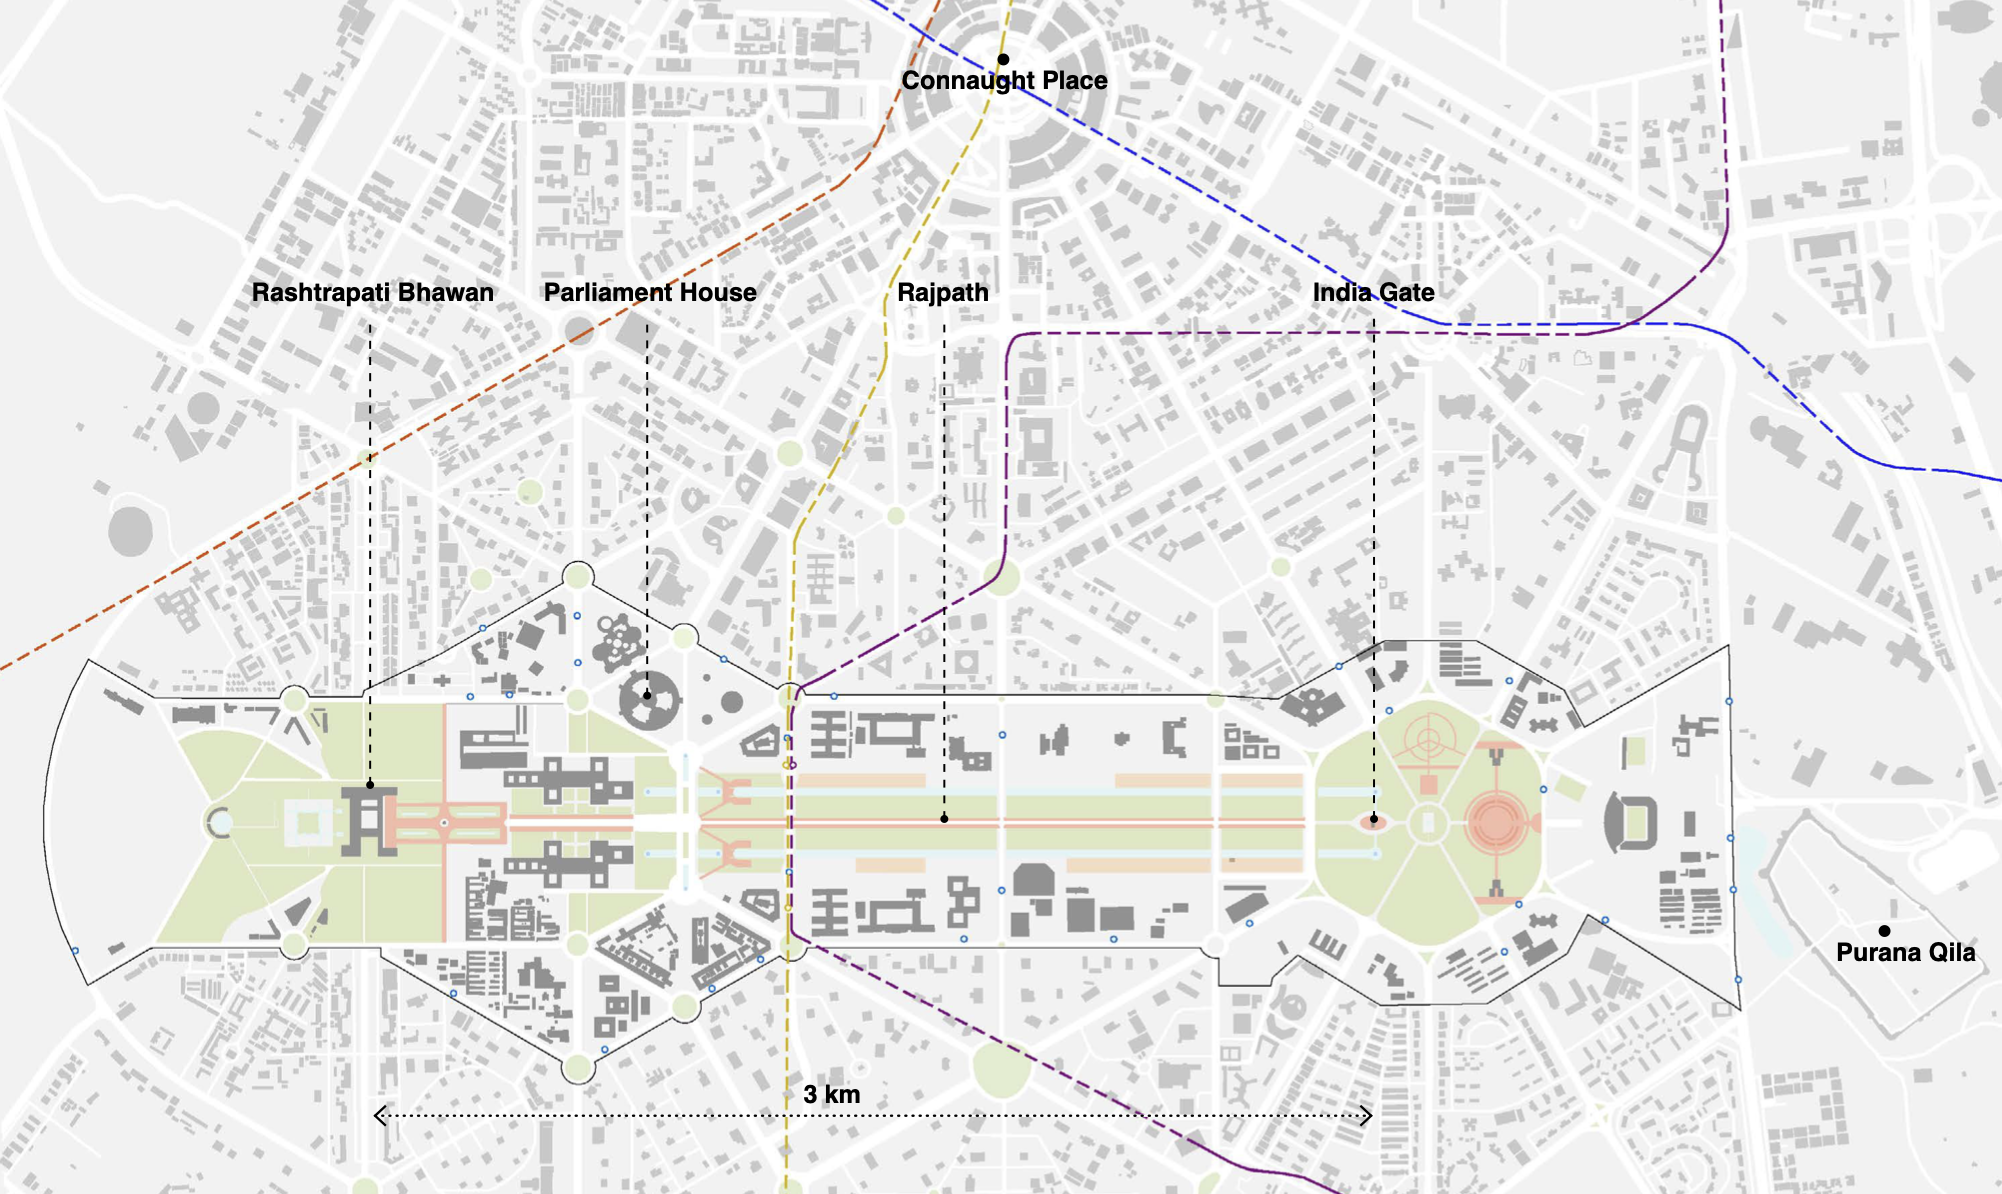 Connaught Place
Rashtrapati Bhawan
Parliament House
Rajpath
India Gate
Purana Qila
3 km